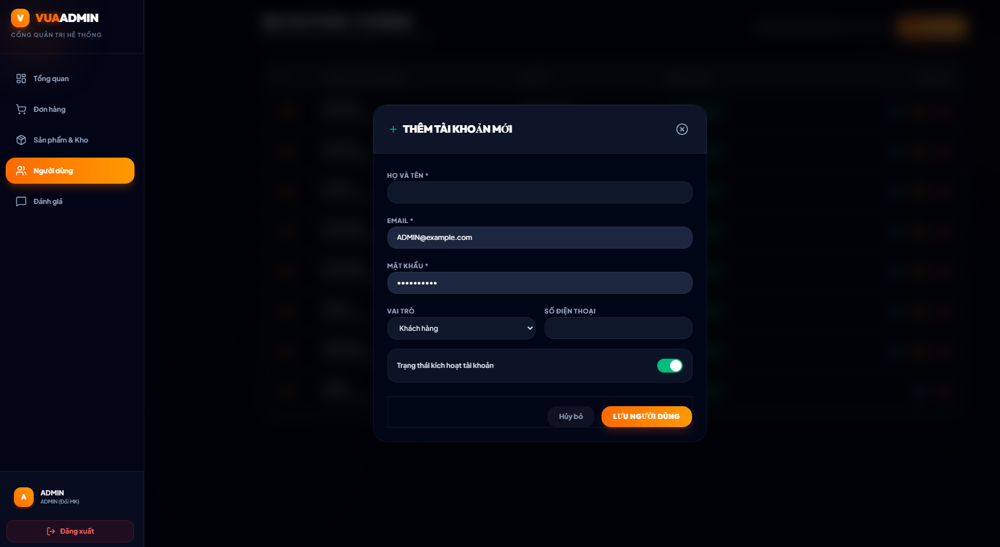 V VUAADMIN
CỔNG QUẢN TRỊ HỆ THỐNG
Tổng quan
Đơn hàng
Sản phẩm & Kho
Người dùng
Đánh giá
A
ADMIN
ADMIN (Đổi MK)
Đăng xuất
+ THÊM TÀI KHOẢN MỚI
HỌ VÀ TÊN *
EMAIL *
ADMIN@example.com
MẬT KHẨU *
••••••••••
VAI TRÒ
Khách hàng
SỐ ĐIỆN THOẠI
Trạng thái kích hoạt tài khoản
Hủy bỏ
LƯU NGƯỜI DÙNG